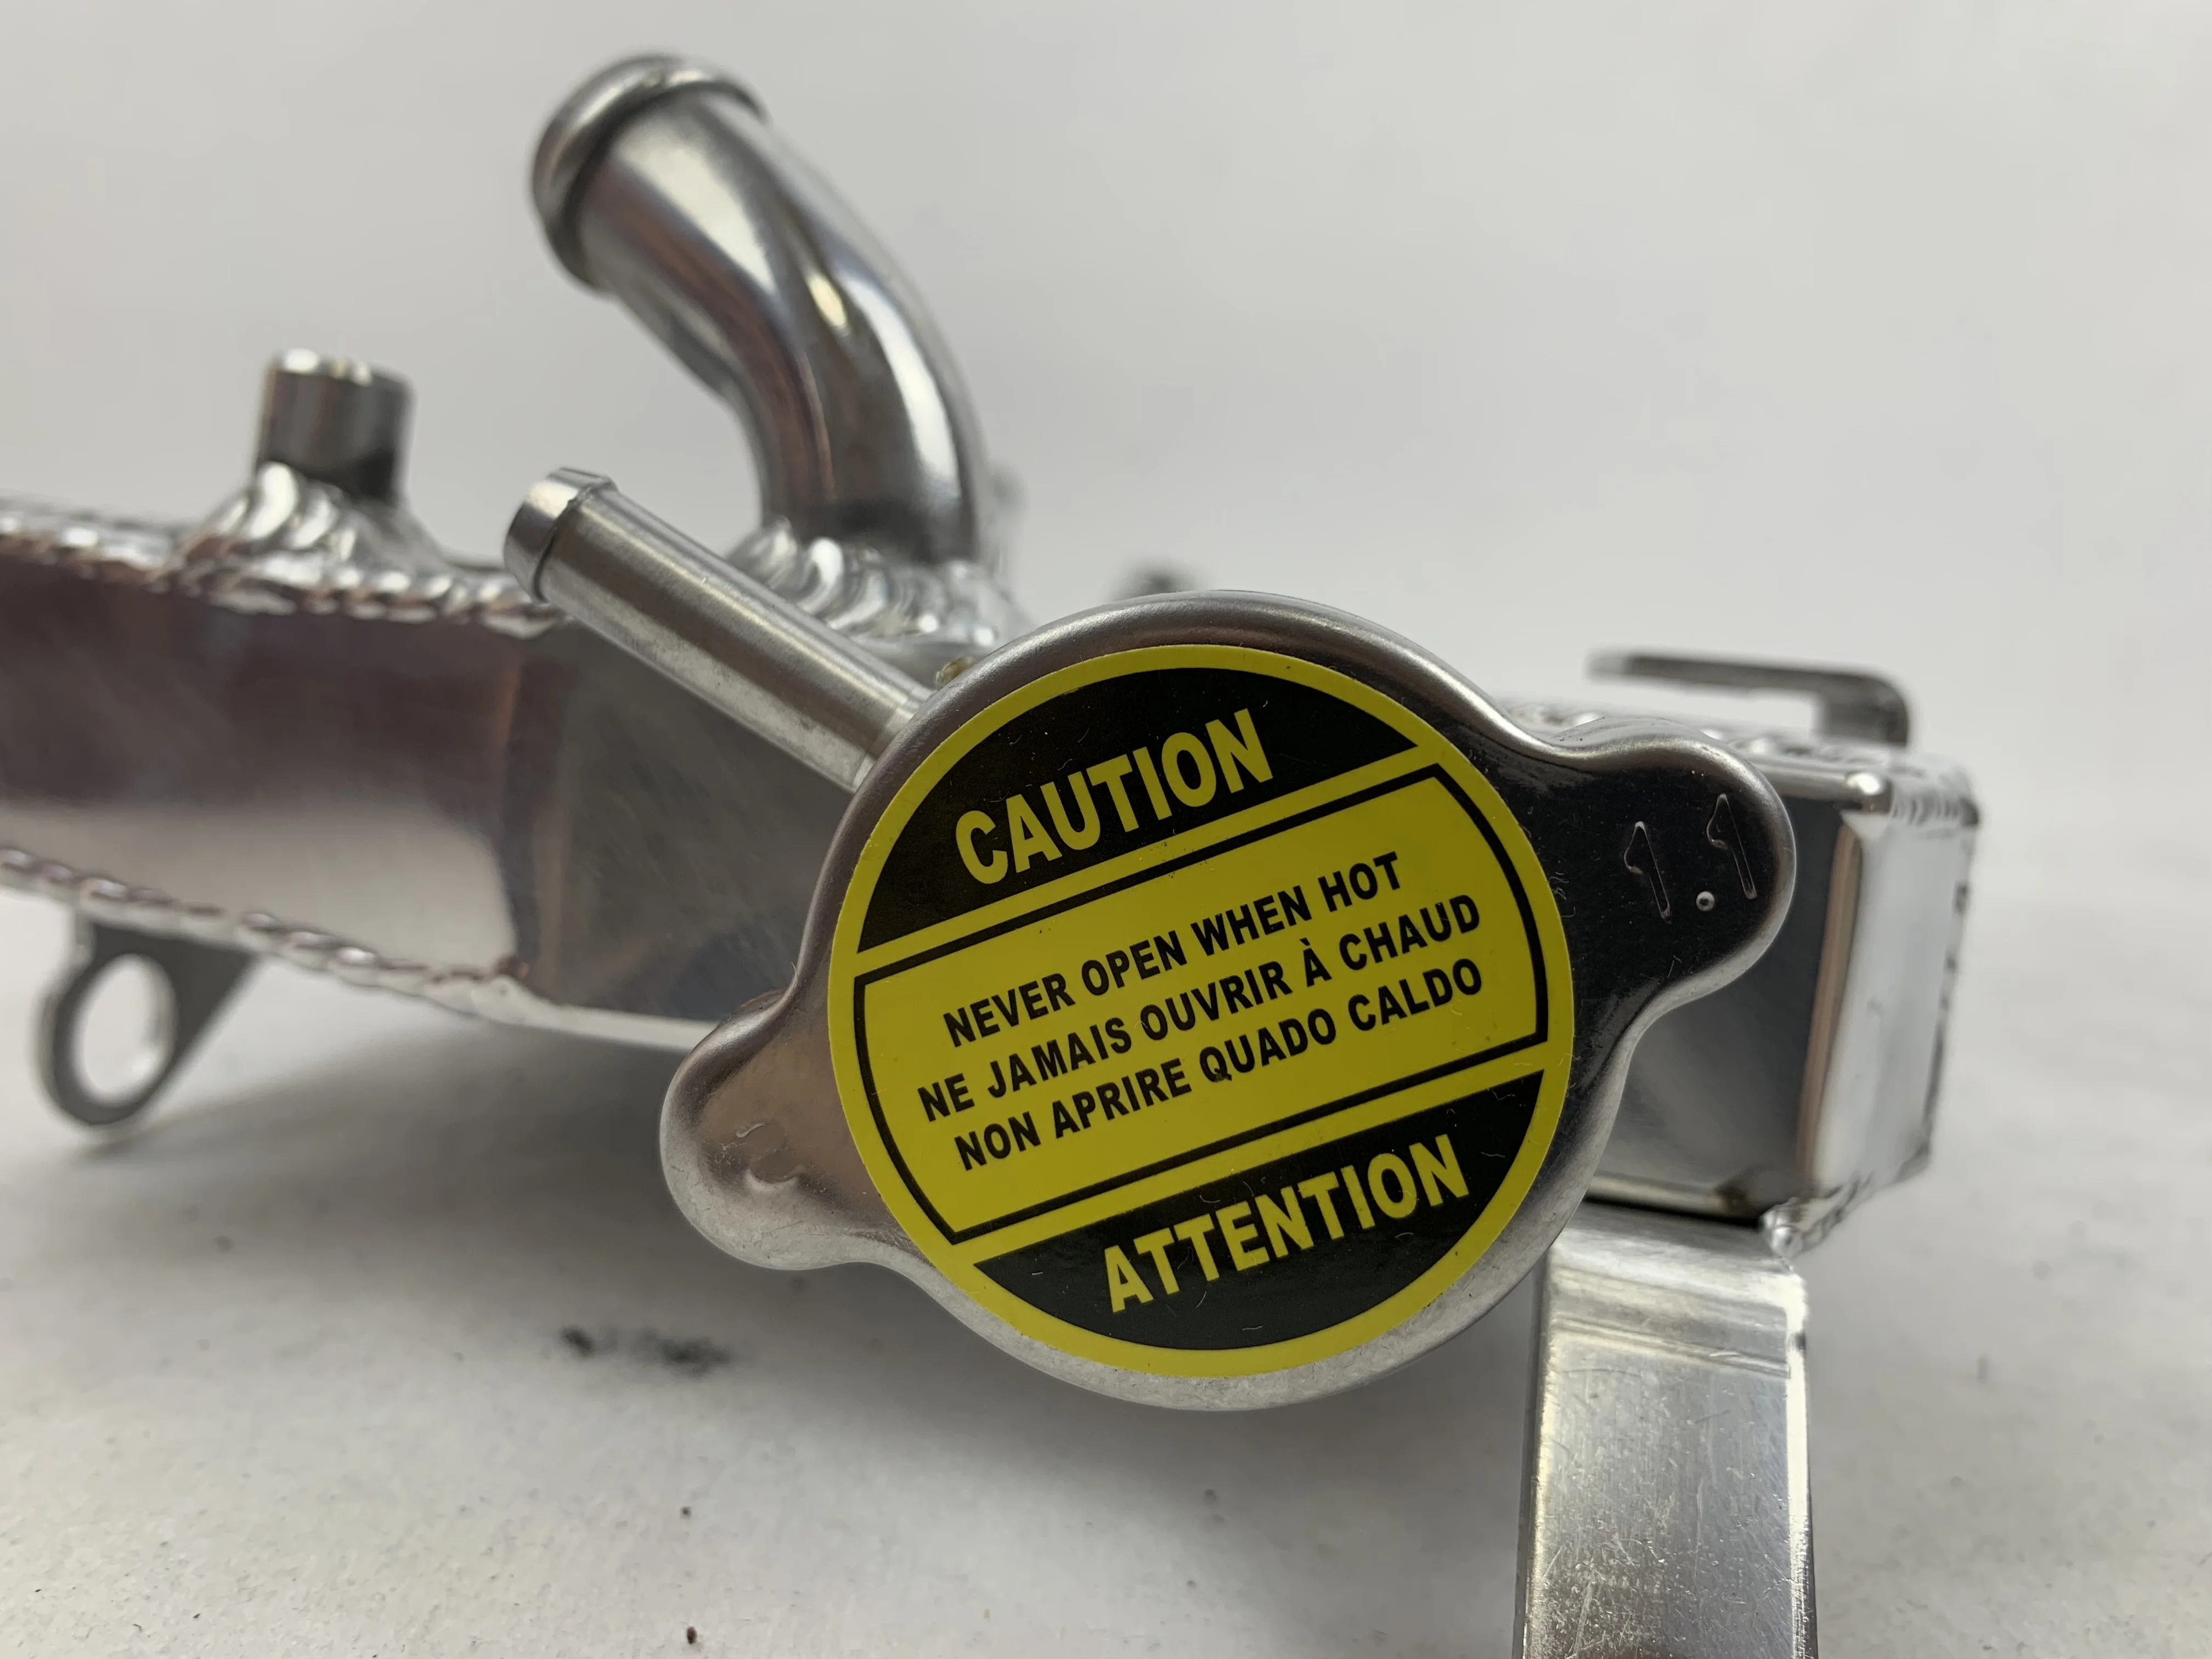 CAUTION
NEVER OPEN WHEN HOT
NE JAMAIS OUVRIR À CHAUD
NON APRIRE QUADO CALDO
ATTENTION
1.1